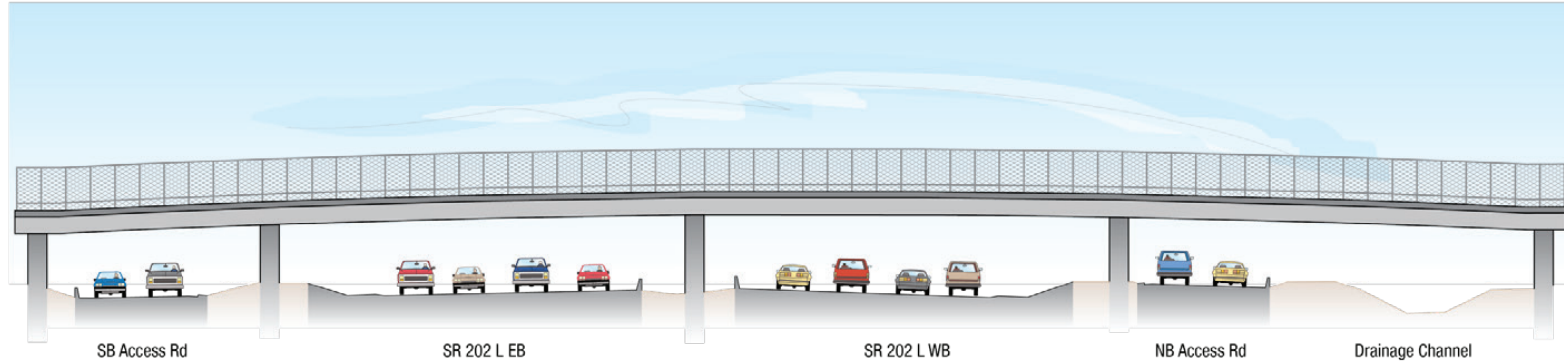 SB Access Rd
SR 202 L EB
SR 202 L WB
NB Access Rd
Drainage Channel